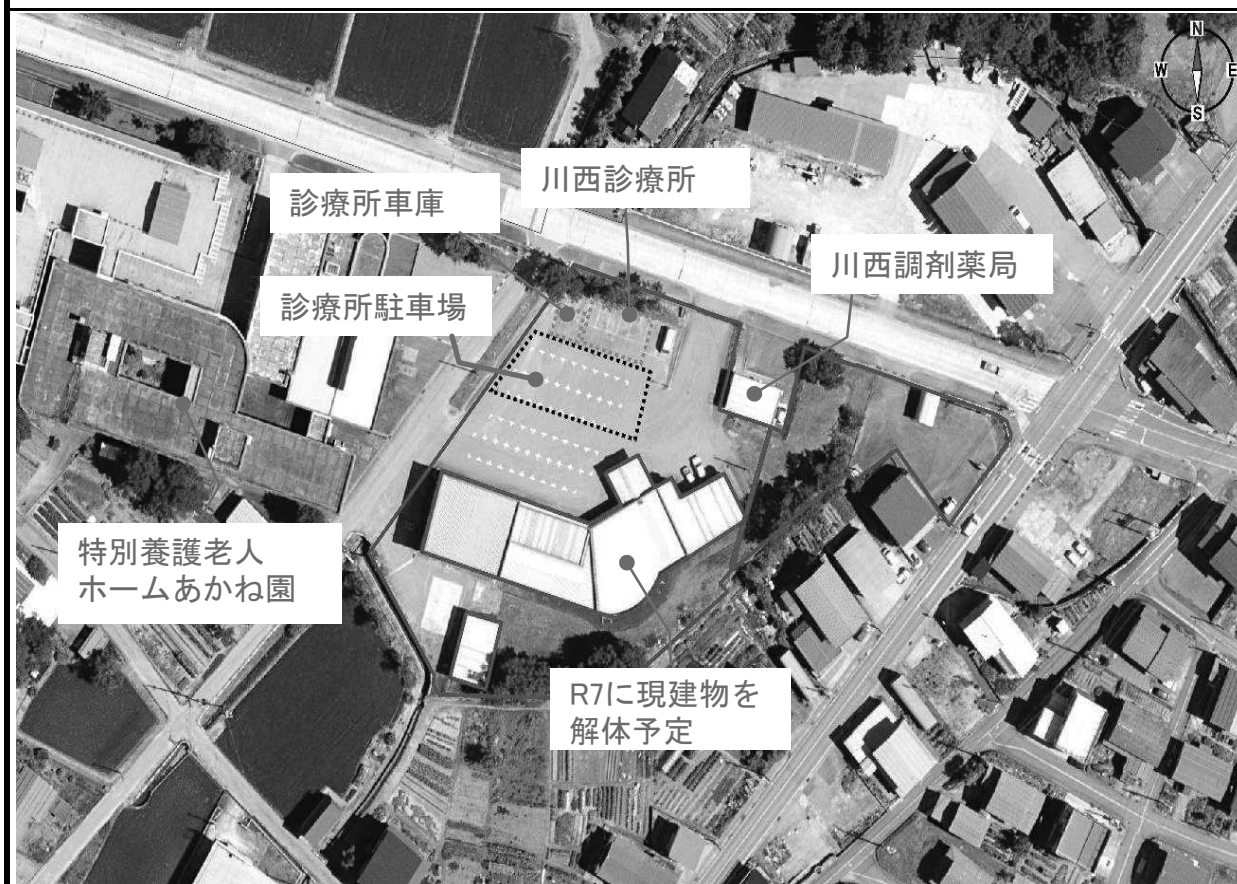 N
W
E
S
川西診療所
診療所車庫
川西調剤薬局
診療所駐車場
特別養護老人
ホームあかね園
R7に現建物を
解体予定